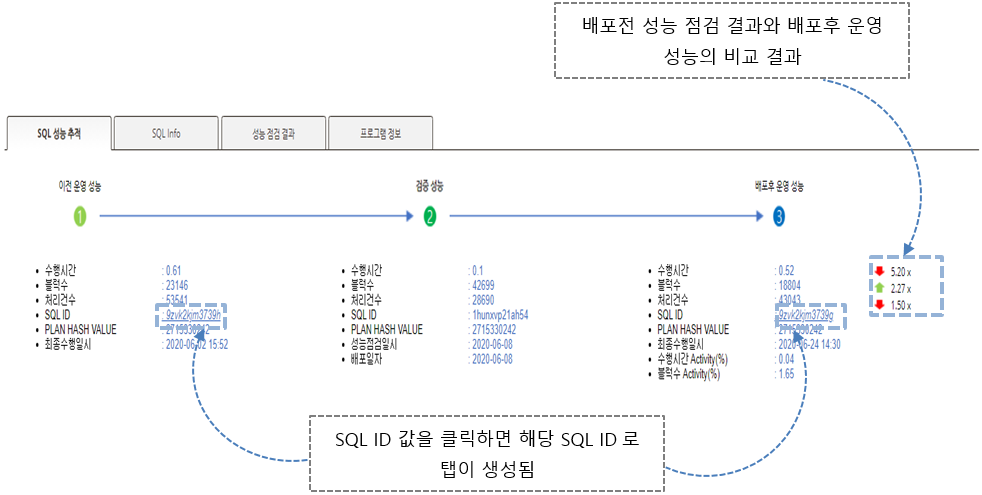 배포전 성능 점검 결과와 배포후 운영
성능의 비교 결과
SQL 성능 추적
SQL Info
성능 점검 결과
프로그램 정보
이전 운영 성능
검증 성능
배포후 운영 성능
1
2
3
• 수행시간 : 0.61
• 블럭수 : 23146
• 처리건수 : 53541
• SQL ID : 9zvk2kjm3739h
• PLAN HASH VALUE : 2715330242
• 최종수행일시 : 2020-06-02 15:52
• 수행시간 : 0.1
• 블럭수 : 42699
• 처리건수 : 28690
• SQL ID : 1hunxvp21ah54
• PLAN HASH VALUE : 2715330242
• 성능점검일시 : 2020-06-08
• 배포일자 : 2020-06-08
• 수행시간 : 0.52
• 블럭수 : 18804
• 처리건수 : 43043
• SQL ID : 9zvk2kjm3739g
• PLAN HASH VALUE : 2715330242
• 최종수행일시 : 2020-06-24 14:30
• 수행시간 Activity(%) : 0.04
• 블럭수 Activity(%) : 1.65
5.20 x
2.27 x
1.50 x
SQL ID 값을 클릭하면 해당 SQL ID 로
탭이 생성됨